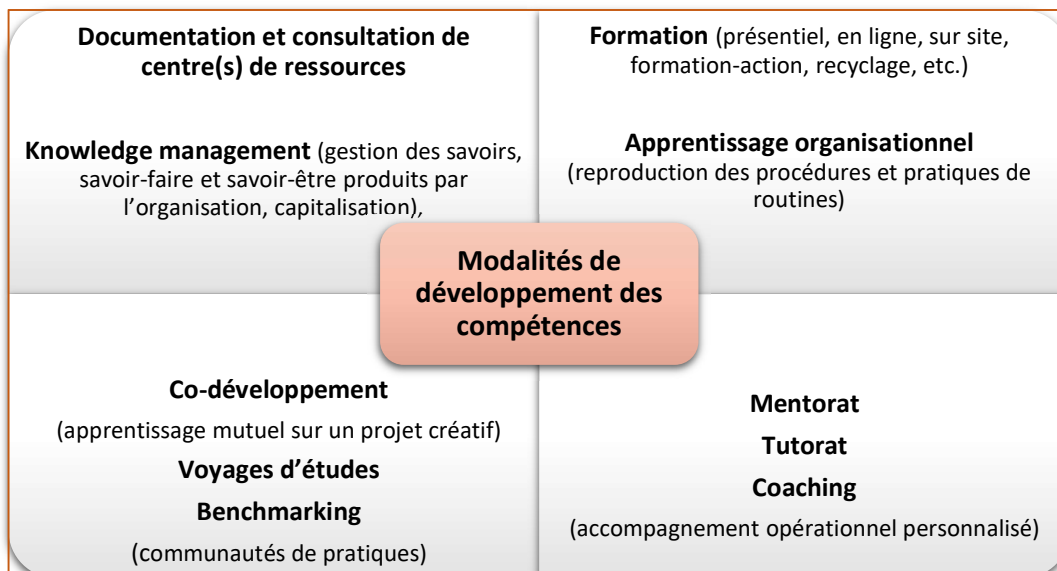 Documentation et consultation de
centre(s) de ressources
Knowledge management (gestion des savoirs,
savoir-faire et savoir-être produits par
l’organisation, capitalisation),
Formation (présentiel, en ligne, sur site,
formation-action, recyclage, etc.)
Apprentissage organisationnel
(reproduction des procédures et pratiques de
routines)
Modalités de
développement des
compétences
Co-développement
(apprentissage mutuel sur un projet créatif)
Voyages d’études
Benchmarking
(communautés de pratiques)
Mentorat
Tutorat
Coaching
(accompagnement opérationnel personnalisé)